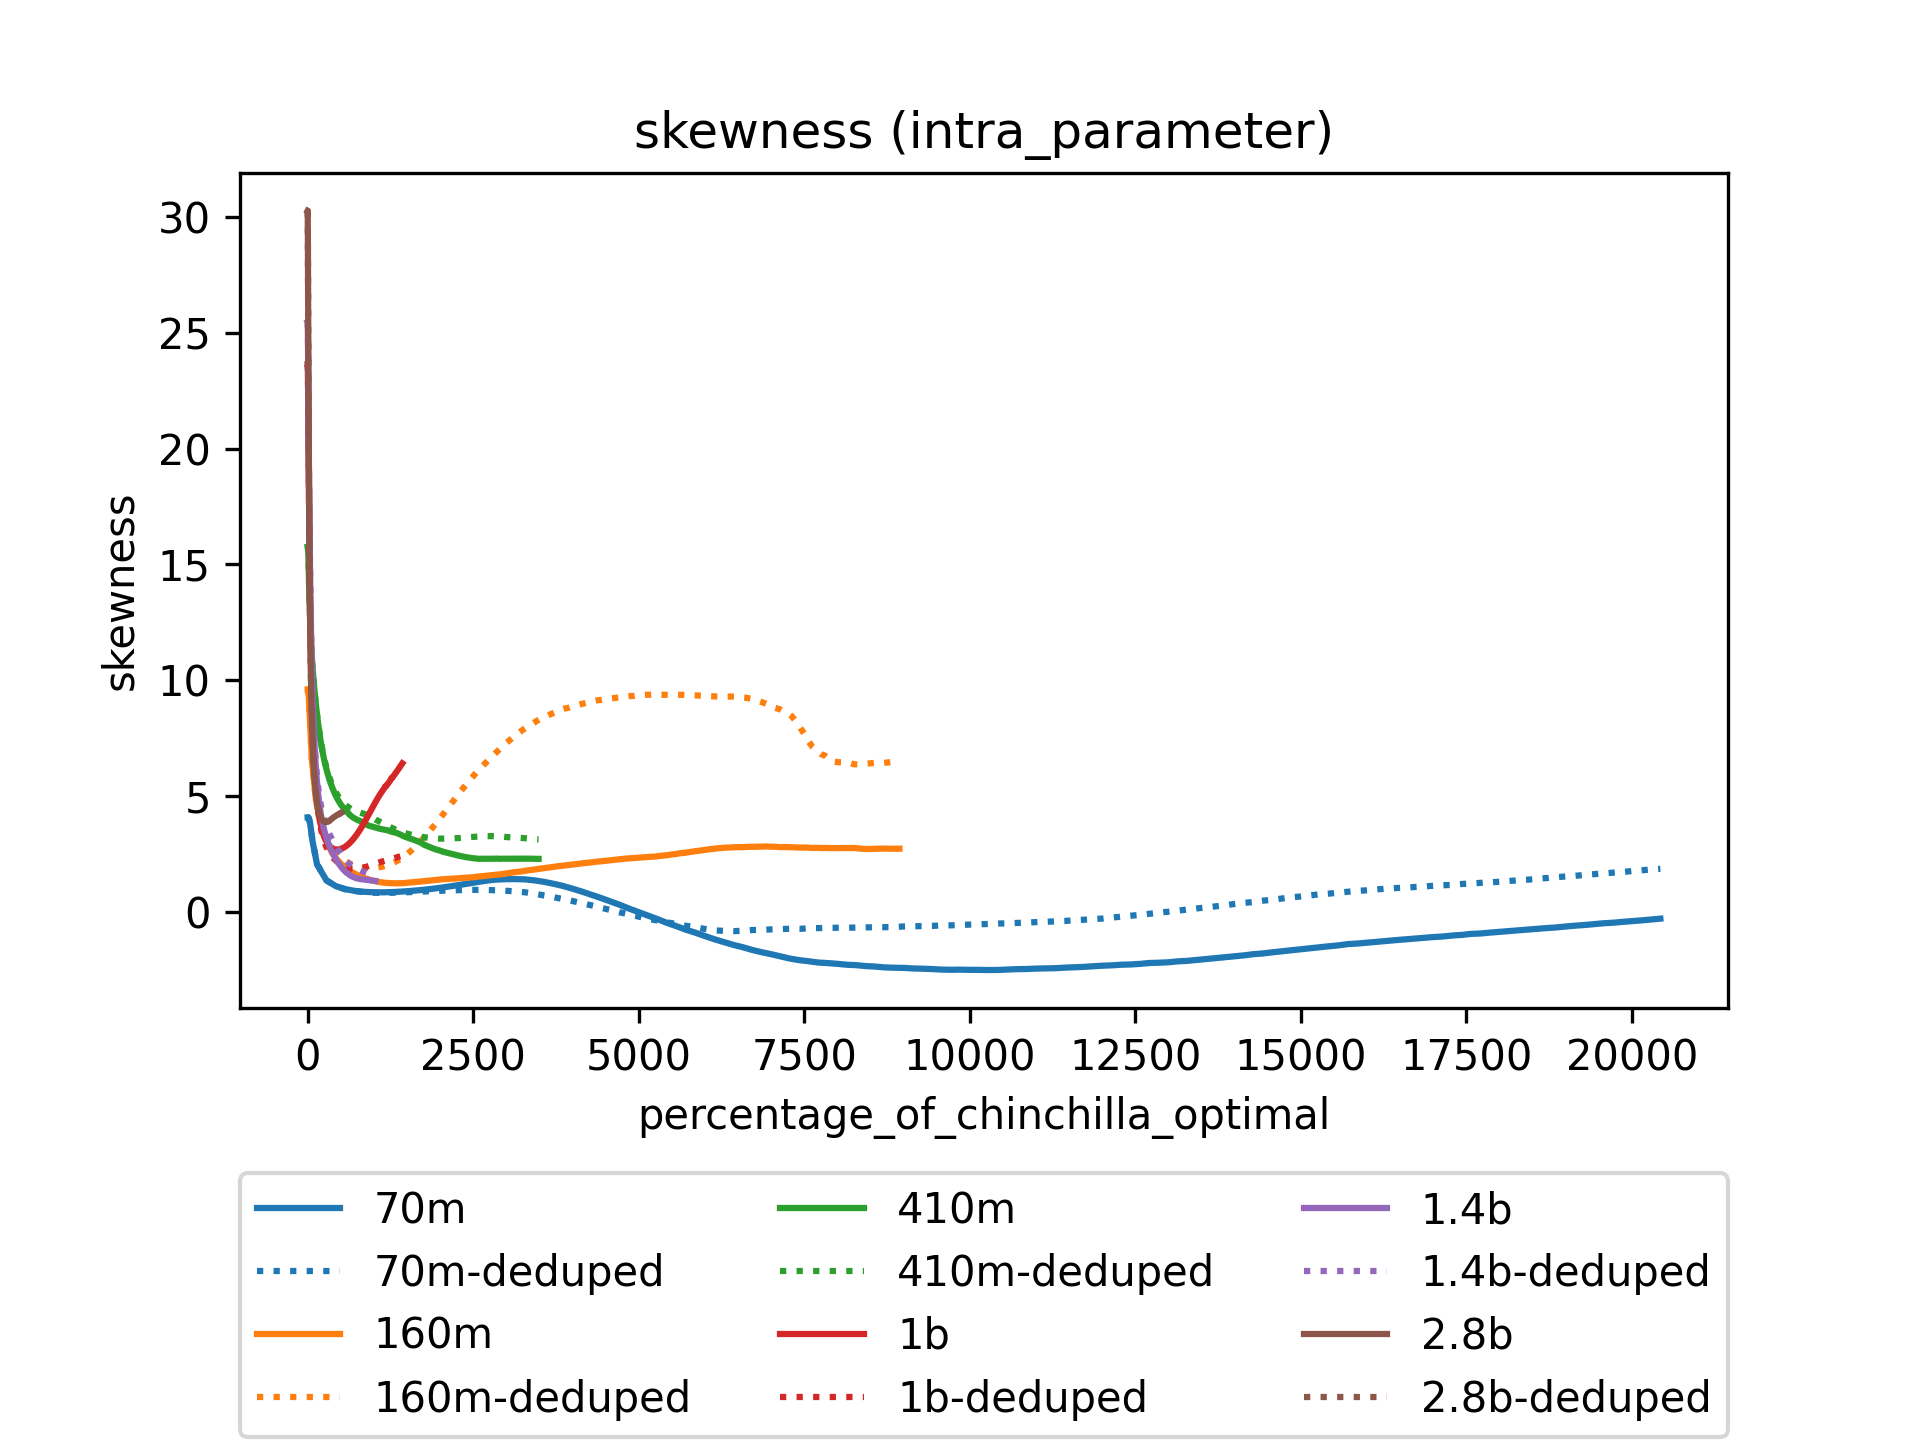 skewness (intra_parameter)
30
25
20
15
10
5
0
skewness
0 2500 5000 7500 10000 12500 15000 17500 20000
percentage_of_chinchilla_optimal
70m
70m-deduped
160m
160m-deduped
410m
410m-deduped
1b
1b-deduped
1.4b
1.4b-deduped
2.8b
2.8b-deduped